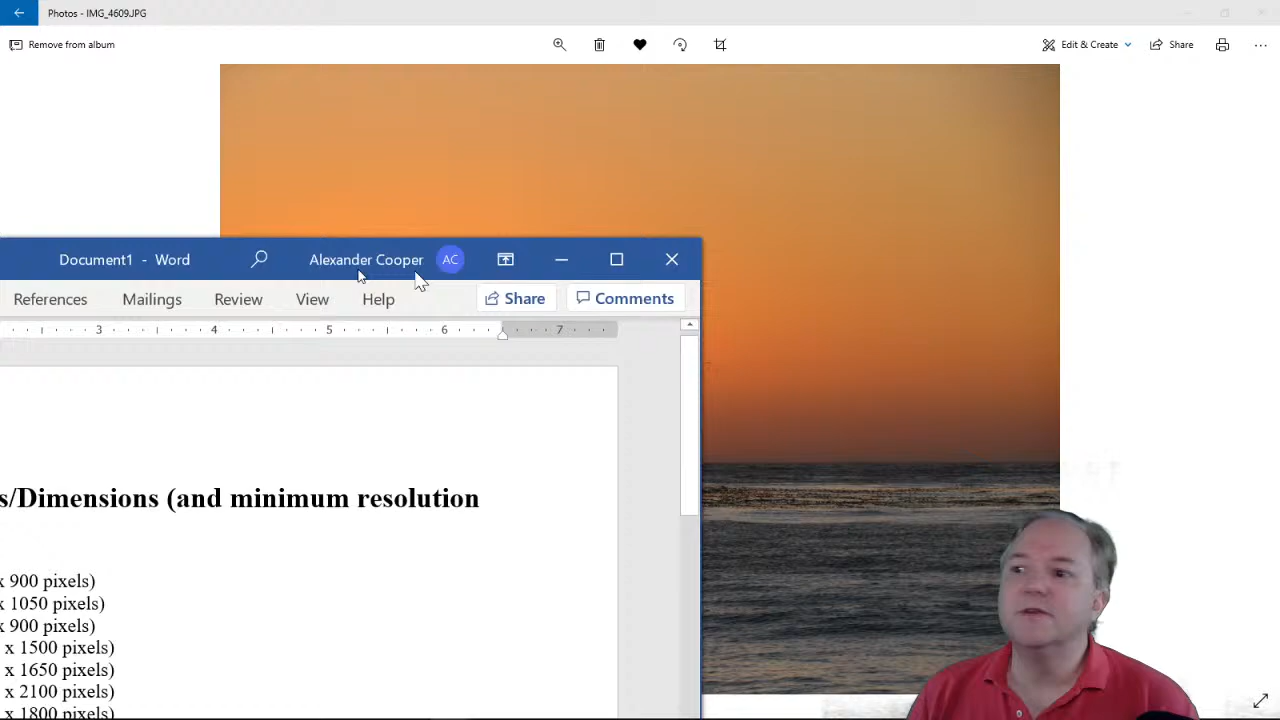 Photos - IMG_4609.JPG
Remove from album
Edit & Create
Share
Document1 - Word
Alexander Cooper
AC
References Mailings Review View Help
Share
Comments
3 4 5 6 7
s/Dimensions (and minimum resolution
x 900 pixels)
x 1050 pixels)
x 900 pixels)
x 1500 pixels)
x 1650 pixels)
x 2100 pixels)
x 1800 pixels)